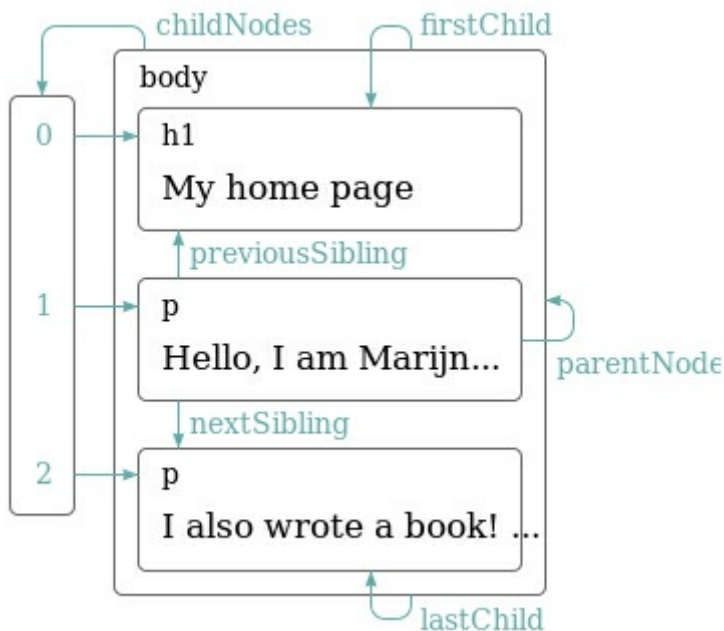 childNodes firstChild
body
0 h1
My home page
previousSibling
1 p
Hello, I am Marijn...
parentNode
nextSibling
2 p
I also wrote a book! ...
lastChild